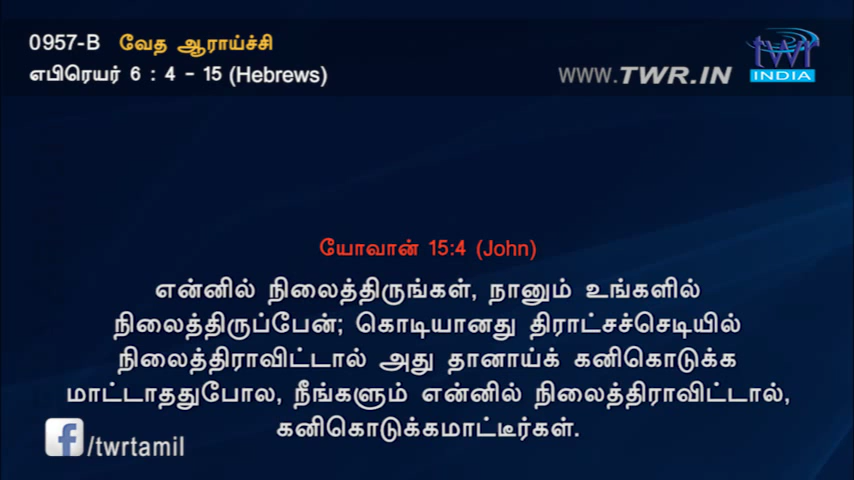 0957-B வேத ஆராய்ச்சி
எபிரெயர் 6 : 4 - 15 (Hebrews)
WWW.TWR.IN
twr
INDIA
யோவான் 15:4 (John)
என்னில் நிலைத்திருங்கள், நானும் உங்களில்
நிலைத்திருப்பேன்; கொடியானது திராட்சச்செடியில்
நிலைத்திராவிட்டால் அது தானாய்க் கனிகொடுக்க
மாட்டாததுபோல, நீங்களும் என்னில் நிலைத்திராவிட்டால்,
கனிகொடுக்கமாட்டீர்கள்.
f/twrtamil